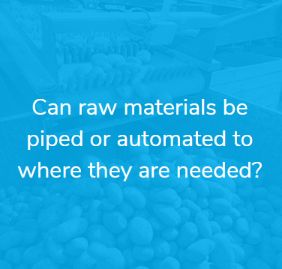 Can raw materials be
piped or automated to
where they are needed?